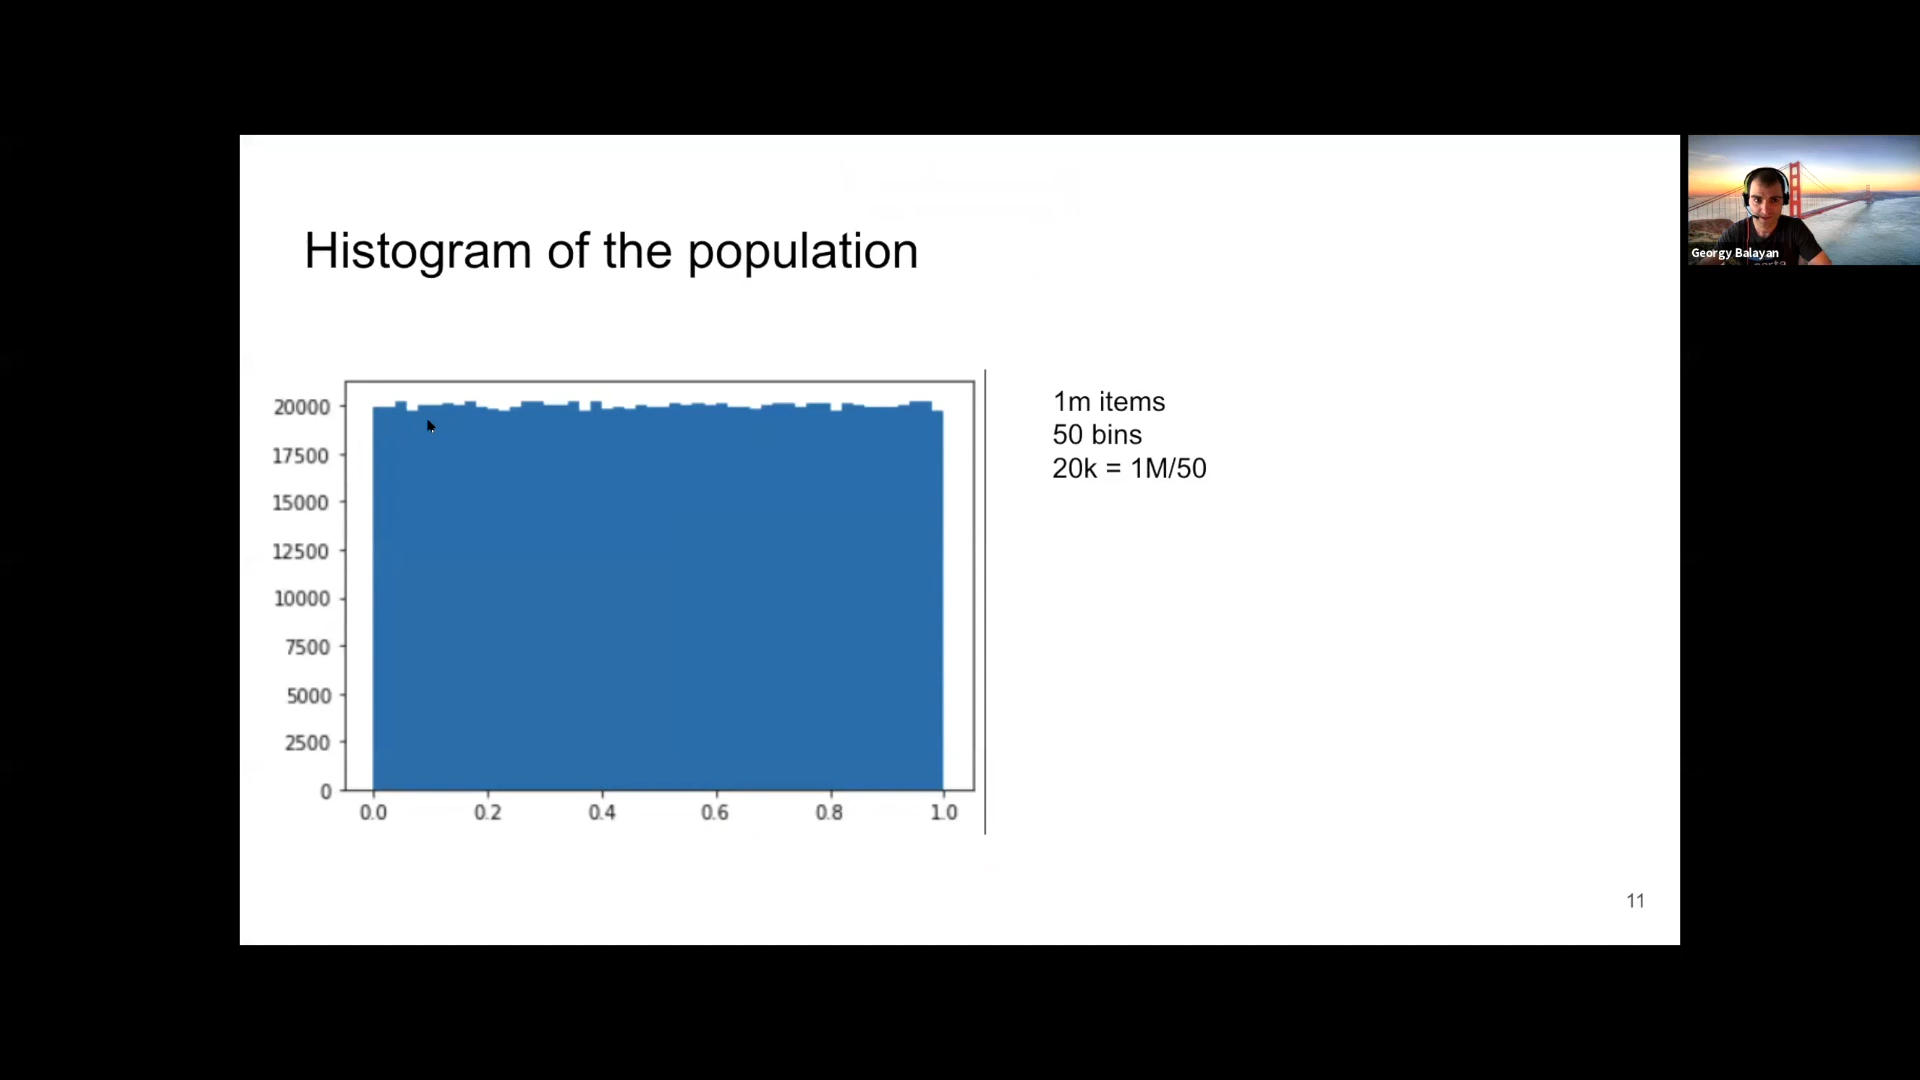 Histogram of the population
20000
17500
15000
12500
10000
7500
5000
2500
0
0.0 0.2 0.4 0.6 0.8 1.0
1m items
50 bins
20k = 1M/50
11
Georgy Balayan
carta